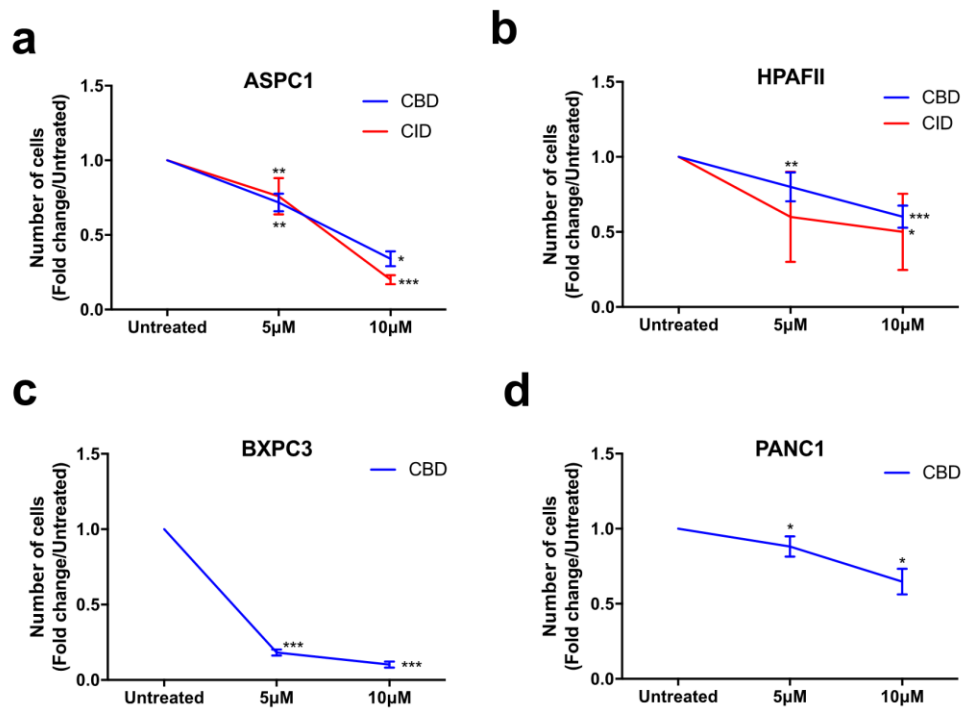 a
ASPC1
CBD
CID
Number of cells
(Fold change/Untreated)
1.5
1.0
0.5
0.0
**
**
*
***
Untreated
5µM
10µM
b
HPAFII
CBD
CID
Number of cells
(Fold change/Untreated)
1.5
1.0
0.5
0.0
**
***
*
Untreated
5µM
10µM
c
BXPC3
CBD
Number of cells
(Fold change/Untreated)
1.5
1.0
0.5
0.0
***
***
Untreated
5µM
10µM
d
PANC1
CBD
Number of cells
(Fold change/Untreated)
1.5
1.0
0.5
0.0
*
*
Untreated
5µM
10µM